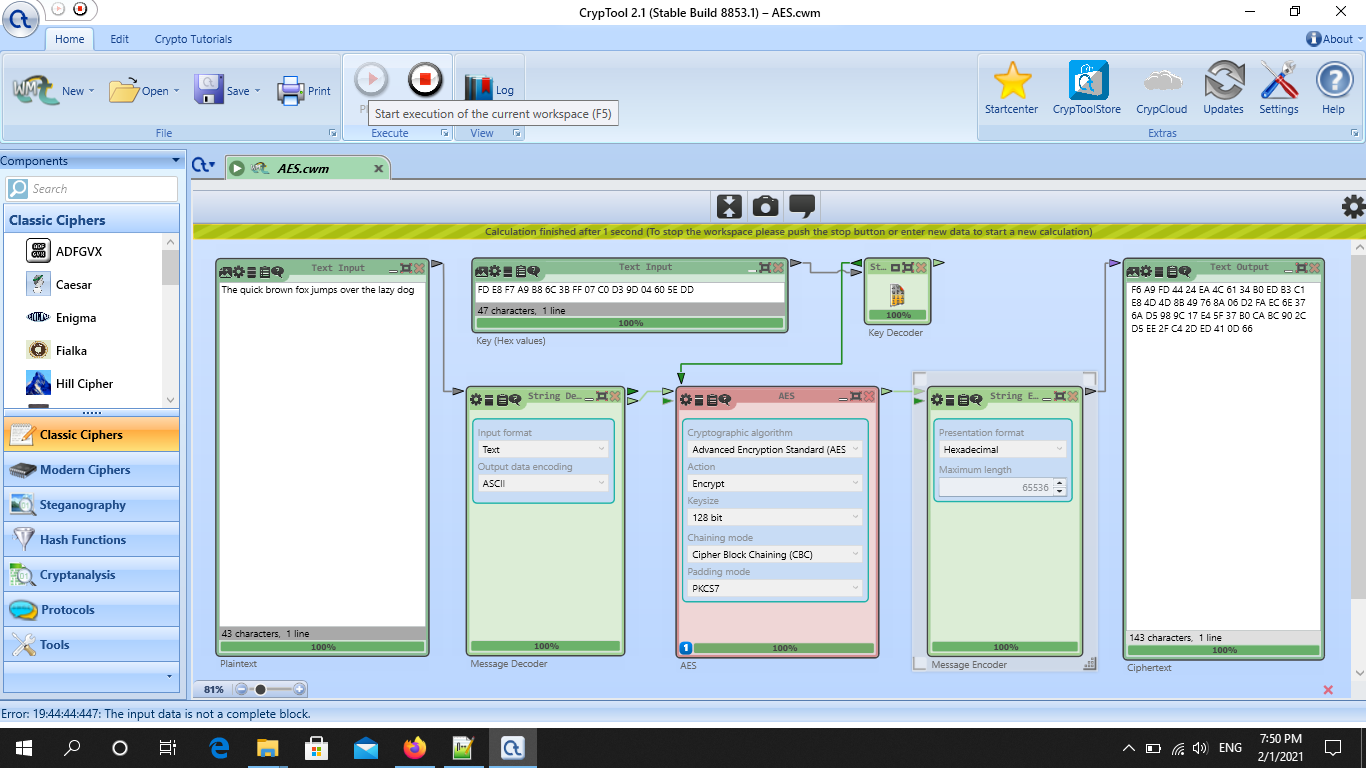 CrypTool 2.1 (Stable Build 8853.1) – AES.cwm
Home Edit Crypto Tutorials About
New Open Save Print Log Startcenter CrypToolStore CrypCloud Updates Settings Help
Start execution of the current workspace (F5)
File Execute View Extras
Components
AES.cwm
Search
Classic Ciphers
ADFGVX
Caesar
Enigma
Fialka
Hill Cipher
Classic Ciphers
Modern Ciphers
Steganography
Hash Functions
Cryptanalysis
Protocols
Tools
Calculation finished after 1 second (To stop the workspace please push the stop button or enter new data to start a new calculation)
Text Input
The quick brown fox jumps over the lazy dog
43 characters, 1 line
100%
Plaintext
Text Input
FD E8 F7 A9 B8 6C 3B FF 07 C0 D3 9D 04 60 5E DD
47 characters, 1 line
100%
Key (Hex values)
St...
100%
Key Decoder
String De...
Input format
Text
Output data encoding
ASCII
100%
Message Decoder
AES
Cryptographic algorithm
Advanced Encryption Standard (AES
Action
Encrypt
Keysize
128 bit
Chaining mode
Cipher Block Chaining (CBC)
Padding mode
PKCS7
1
100%
AES
String E...
Presentation format
Hexadecimal
Maximum length
65536
100%
Message Encoder
Text Output
F6 A9 FD 44 24 EA 4C 61 34 B0 ED B3 C1
E8 4D 4D 8B 49 76 8A 06 D2 FA EC 6E 37
6A D5 98 9C 17 E4 5F 37 B0 CA BC 90 2C
D5 EE 2F C4 2D ED 41 0D 66
143 characters, 1 line
100%
Ciphertext
81%
Error: 19:44:44:447: The input data is not a complete block.
ENG
7:50 PM
2/1/2021